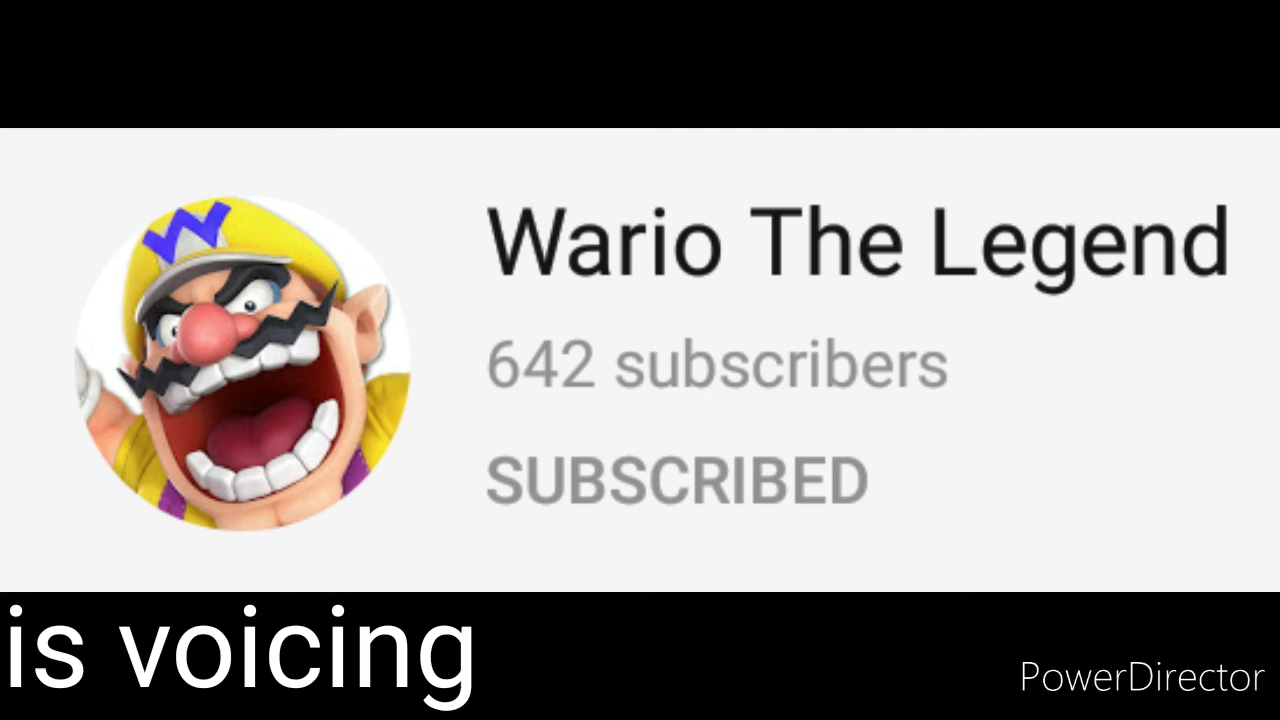 W
Wario The Legend
642 subscribers
SUBSCRIBED
is voicing
PowerDirector